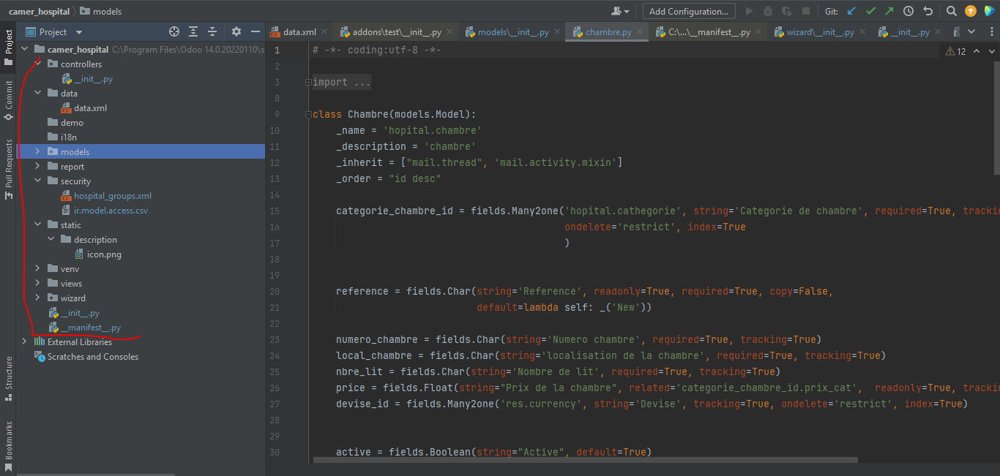 camer_hospital models Add Configuration... Git:
Project data.xml addons\test\__init__.py models\__init__.py chambre.py C:\...\__manifest__.py wizard\__init__.py __init__.py
Project
Commit
Pull Requests
Structure
Bookmarks
camer_hospital C:\Program Files\Odoo 14.0.20220110\s
controllers
__init__.py
data
data.xml
demo
i18n
models
report
security
hospital_groups.xml
ir.model.access.csv
static
description
icon.png
venv
views
wizard
__init__.py
__manifest__.py
External Libraries
Scratches and Consoles
12
1 # -*- coding:utf-8 -*-
2
3 import ...
8
9 class Chambre(models.Model):
10 _name = 'hopital.chambre'
11 _description = 'chambre'
12 _inherit = ["mail.thread", 'mail.activity.mixin']
13 _order = "id desc"
14
15 categorie_chambre_id = fields.Many2one('hopital.cathegorie', string='Categorie de chambre', required=True, tracking
16 ondelete='restrict', index=True
17 )
18
19
20 reference = fields.Char(string='Reference', readonly=True, required=True, copy=False,
21 default=lambda self: _('New'))
22
23 numero_chambre = fields.Char(string='Numero chambre', required=True, tracking=True)
24 local_chambre = fields.Char(string='localisation de la chambre', required=True, tracking=True)
25 nbre_lit = fields.Char(string='Nombre de lit', required=True, tracking=True)
26 price = fields.Float(string="Prix de la chambre", related='categorie_chambre_id.prix_cat', readonly=True, trackin
27 devise_id = fields.Many2one('res.currency', string='Devise', tracking=True, ondelete='restrict', index=True)
28
29
30 active = fields.Boolean(string="Active", default=True)